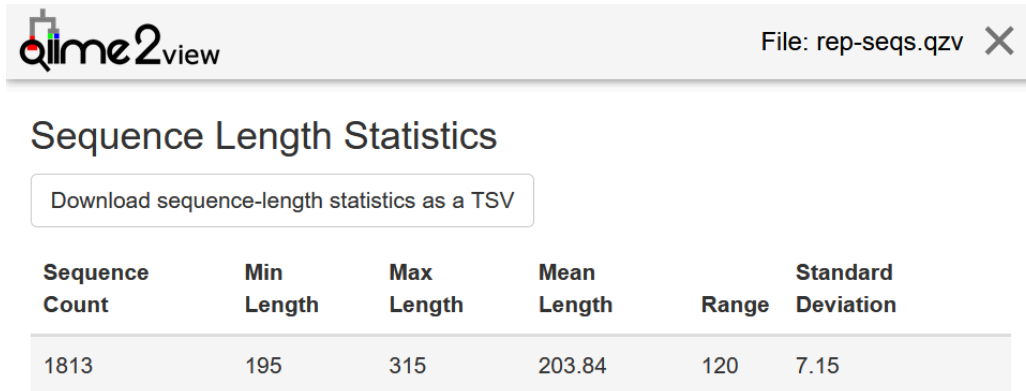 qiime2view
File: rep-seqs.qzv
Sequence Length Statistics
Download sequence-length statistics as a TSV
Sequence Count Min Length Max Length Mean Length Range Standard Deviation
1813 195 315 203.84 120 7.15